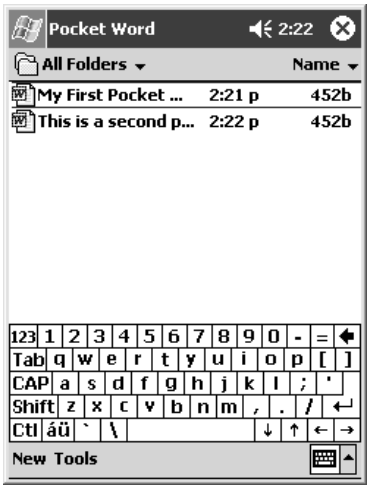 Pocket Word 2:22
All Folders Name
My First Pocket ... 2:21 p 452b
This is a second p... 2:22 p 452b
123 1 2 3 4 5 6 7 8 9 0 - = ←
Tab q w e r t y u i o p [ ]
CAP a s d f g h j k l ; '
Shift z x c v b n m , . / ↵
Ctl áü ` \ ↓ ↑ ← →
New Tools